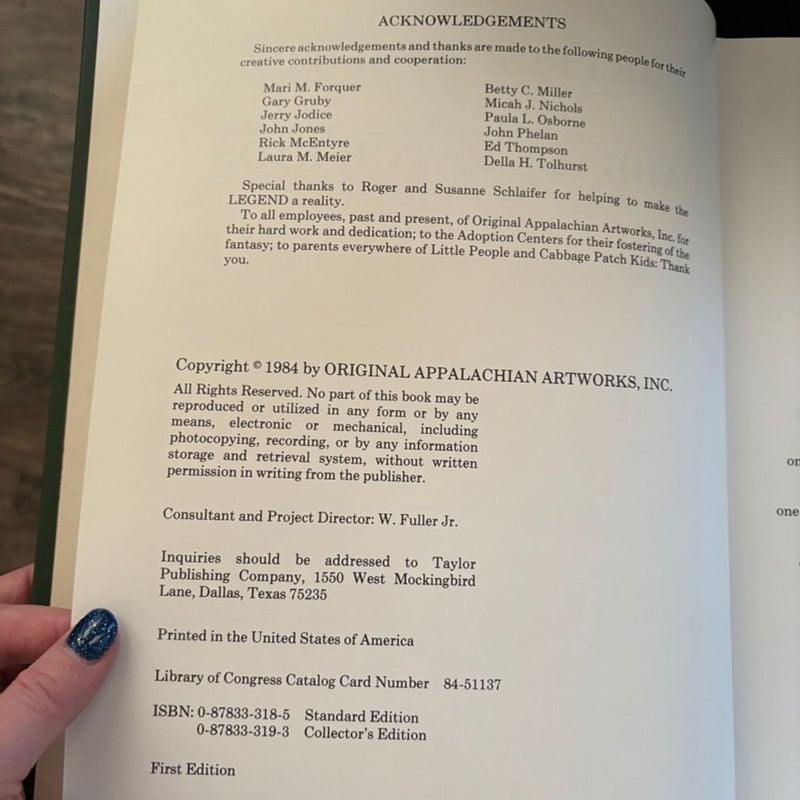 ACKNOWLEDGEMENTS
Sincere acknowledgements and thanks are made to the following people for their
creative contributions and cooperation:
Mari M. Forquer
Gary Gruby
Jerry Jodice
John Jones
Rick McEntyre
Laura M. Meier
Betty C. Miller
Micah J. Nichols
Paula L. Osborne
John Phelan
Ed Thompson
Della H. Tolhurst
Special thanks to Roger and Susanne Schlaifer for helping to make the
LEGEND a reality.
To all employees, past and present, of Original Appalachian Artworks, Inc. for
their hard work and dedication; to the Adoption Centers for their fostering of the
fantasy; to parents everywhere of Little People and Cabbage Patch Kids: Thank
you.
Copyright © 1984 by ORIGINAL APPALACHIAN ARTWORKS, INC.
All Rights Reserved. No part of this book may be
reproduced or utilized in any form or by any
means, electronic or mechanical, including
photocopying, recording, or by any information
storage and retrieval system, without written
permission in writing from the publisher.
Consultant and Project Director: W. Fuller Jr.
Inquiries should be addressed to Taylor
Publishing Company, 1550 West Mockingbird
Lane, Dallas, Texas 75235
Printed in the United States of America
Library of Congress Catalog Card Number 84-51137
ISBN: 0-87833-318-5 Standard Edition
0-87833-319-3 Collector's Edition
First Edition
on
one